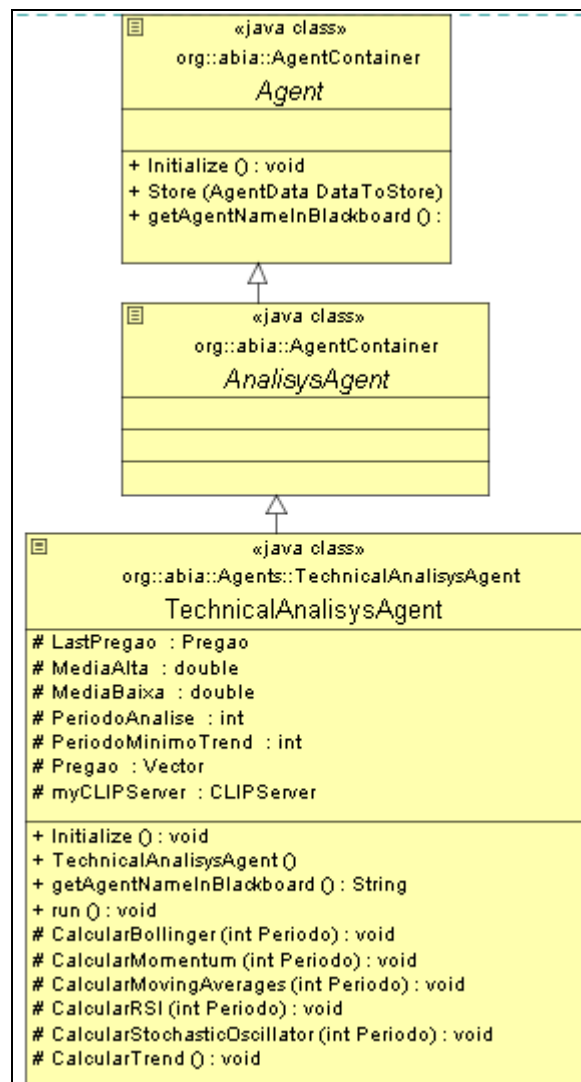 «java class»
org::abia::AgentContainer
Agent
+ Initialize () : void
+ Store (AgentData DataToStore)
+ getAgentNameInBlackboard () :
«java class»
org::abia::AgentContainer
AnalisysAgent
«java class»
org::abia::Agents::TechnicalAnalisysAgent
TechnicalAnalisysAgent
# LastPregao : Pregao
# MediaAlta : double
# MediaBaixa : double
# PeriodoAnalise : int
# PeriodoMinimoTrend : int
# Pregao : Vector
# myCLIPServer : CLIPServer
+ Initialize () : void
+ TechnicalAnalisysAgent ()
+ getAgentNameInBlackboard () : String
+ run () : void
# CalcularBollinger (int Periodo) : void
# CalcularMomentum (int Periodo) : void
# CalcularMovingAverages (int Periodo) : void
# CalcularRSI (int Periodo) : void
# CalcularStochasticOscillator (int Periodo) : void
# CalcularTrend () : void